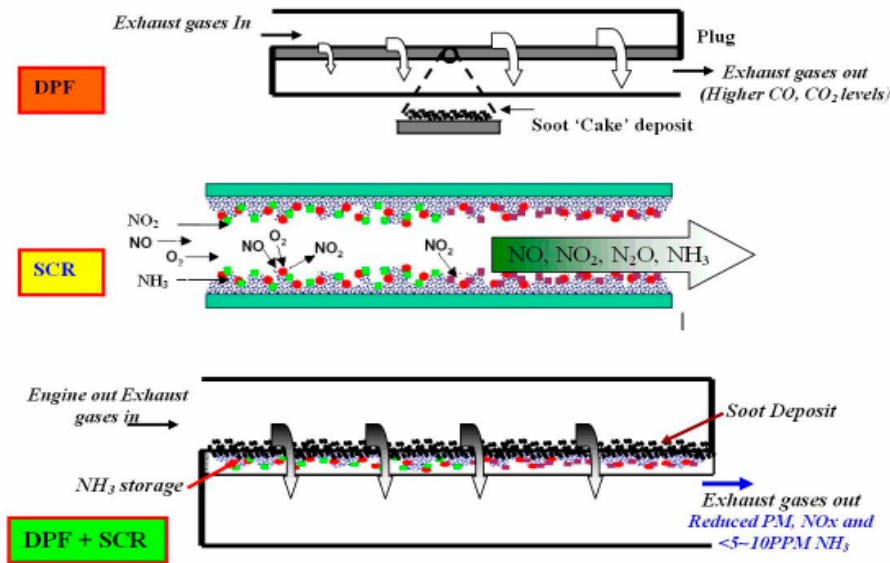 Exhaust gases In
Plug
DPF
Exhaust gases out
(Higher CO, CO₂ levels)
Soot ‘Cake’ deposit
NO₂
NO
O₂
NH₃
SCR
O₂
NO
NO₂
NO₂
NO, NO₂, N₂O, NH₃
Engine out Exhaust
gases in
Soot Deposit
NH₃ storage
Exhaust gases out
Reduced PM, NOx and
<5~10PPM NH₃
DPF + SCR